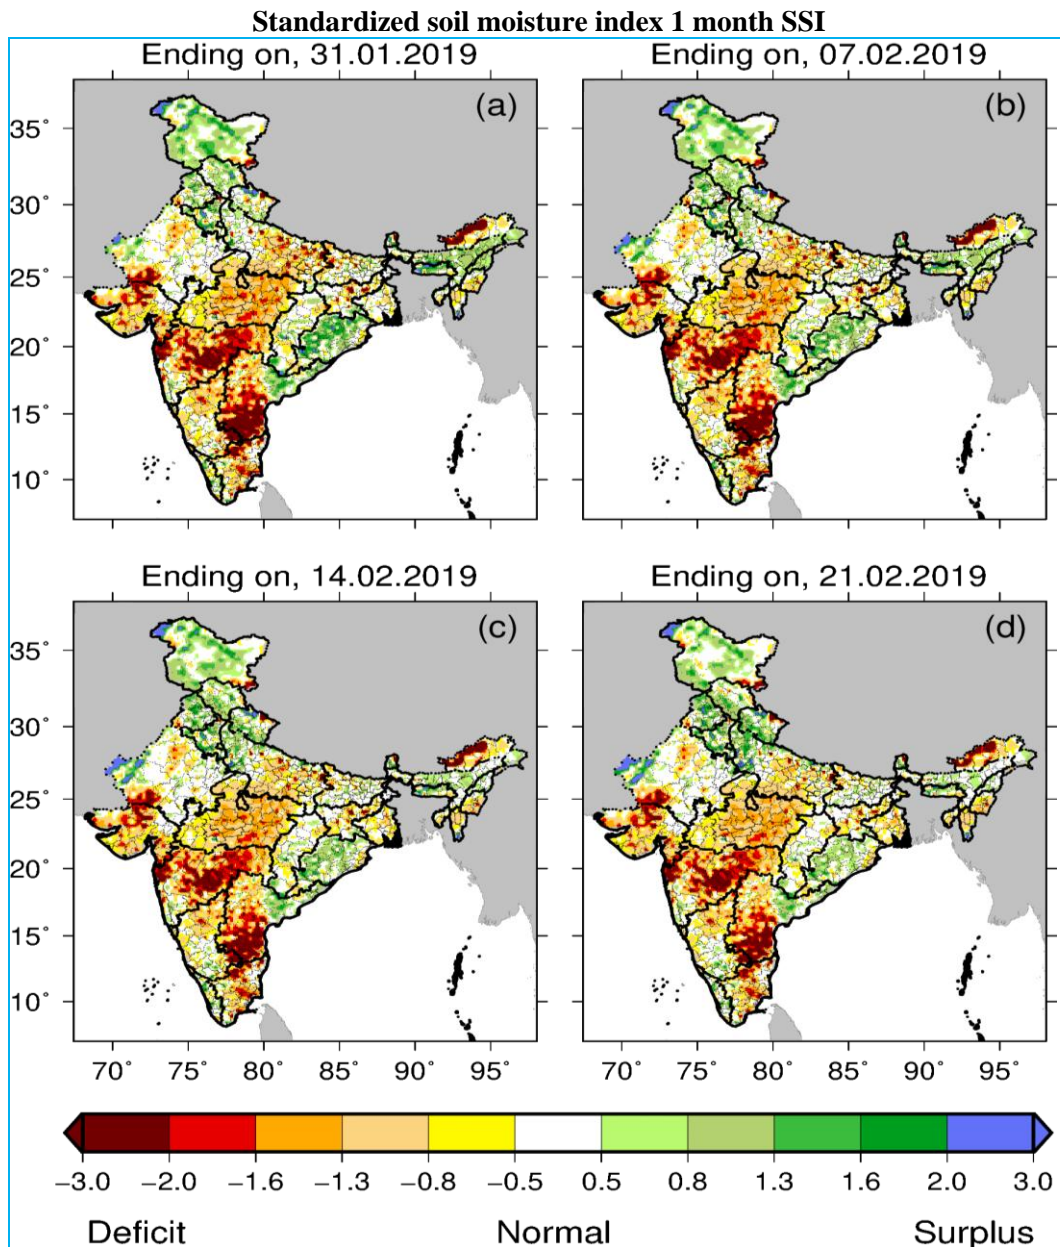 Standardized soil moisture index 1 month SSI
Ending on, 31.01.2019
Ending on, 07.02.2019
(a)
(b)
35°
30°
25°
20°
15°
10°
Ending on, 14.02.2019
Ending on, 21.02.2019
(c)
(d)
35°
30°
25°
20°
15°
10°
70° 75° 80° 85° 90° 95° 70° 75° 80° 85° 90° 95°
−3.0 −2.0 −1.6 −1.3 −0.8 −0.5 0.5 0.8 1.3 1.6 2.0 3.0
Deficit Normal Surplus